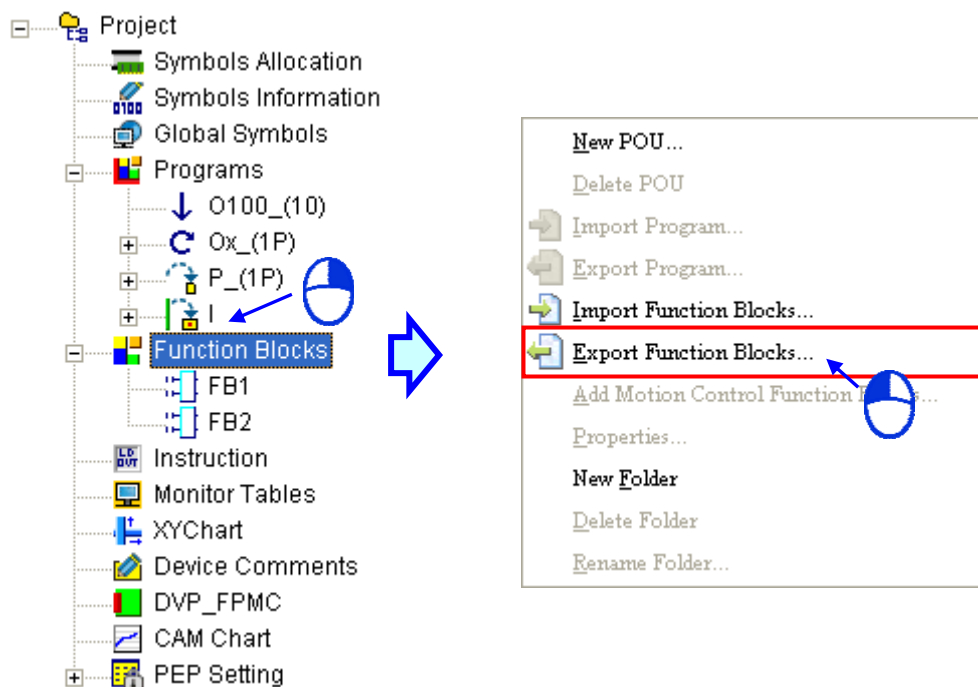 Project
Symbols Allocation
Symbols Information
Global Symbols
Programs
O100_(10)
Ox_(1P)
P_(1P)
I
Function Blocks
FB1
FB2
Instruction
Monitor Tables
XYChart
Device Comments
DVP_FPMC
CAM Chart
PEP Setting
New POU...
Delete POU
Import Program...
Export Program...
Import Function Blocks...
Export Function Blocks...
Add Motion Control Function
Properties...
New Folder
Delete Folder
Rename Folder...